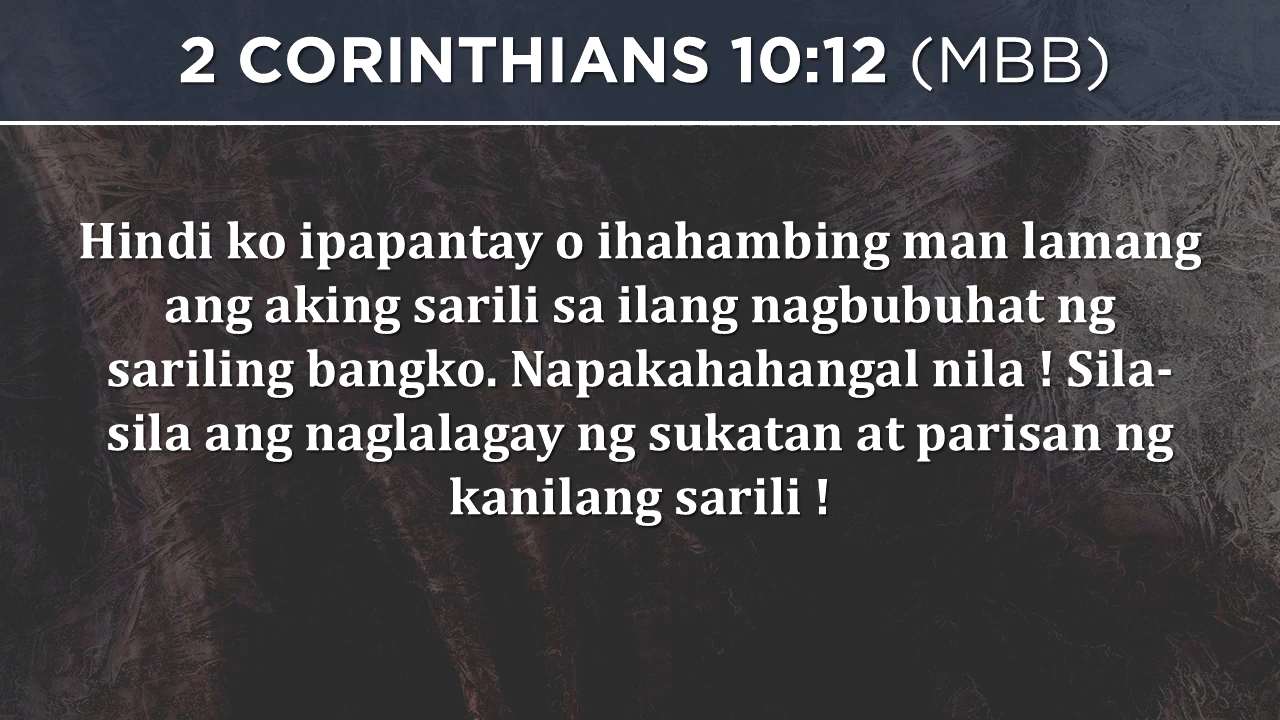 2 CORINTHIANS 10:12 (MBB)
Hindi ko ipapantay o ihahambing man lamang
ang aking sarili sa ilang nagbubuhat ng
sariling bangko. Napakahahangal nila ! Sila-
sila ang naglalagay ng sukatan at parisan ng
kanilang sarili !